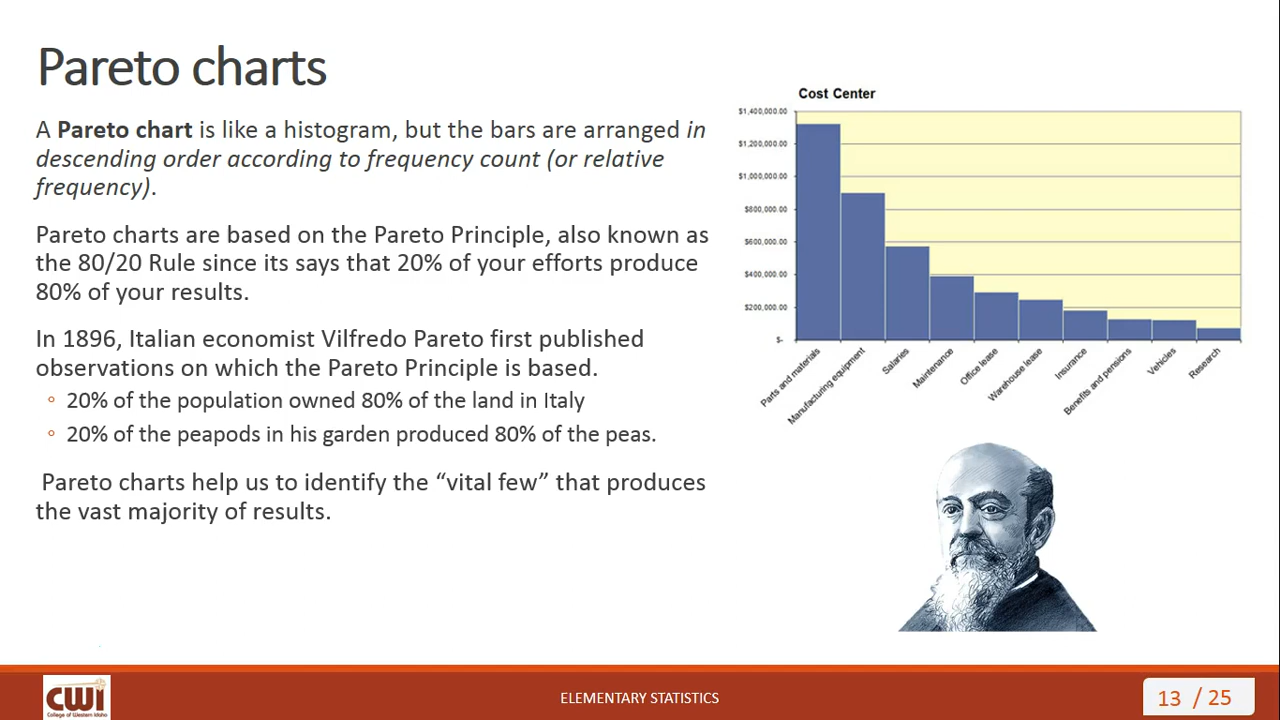 Pareto charts
A Pareto chart is like a histogram, but the bars are arranged in
descending order according to frequency count (or relative
frequency).
Pareto charts are based on the Pareto Principle, also known as
the 80/20 Rule since its says that 20% of your efforts produce
80% of your results.
In 1896, Italian economist Vilfredo Pareto first published
observations on which the Pareto Principle is based.
◦ 20% of the population owned 80% of the land in Italy
◦ 20% of the peapods in his garden produced 80% of the peas.
Pareto charts help us to identify the “vital few” that produces
the vast majority of results.
Cost Center
$1,400,000.00
$1,200,000.00
$1,000,000.00
$800,000.00
$600,000.00
$400,000.00
$200,000.00
$-
Parts and materials
Manufacturing equipment
Salaries
Maintenance
Office lease
Warehouse lease
Insurance
Benefits and pensions
Vehicles
Research
CWI
College of Western Idaho
ELEMENTARY STATISTICS
13 / 25